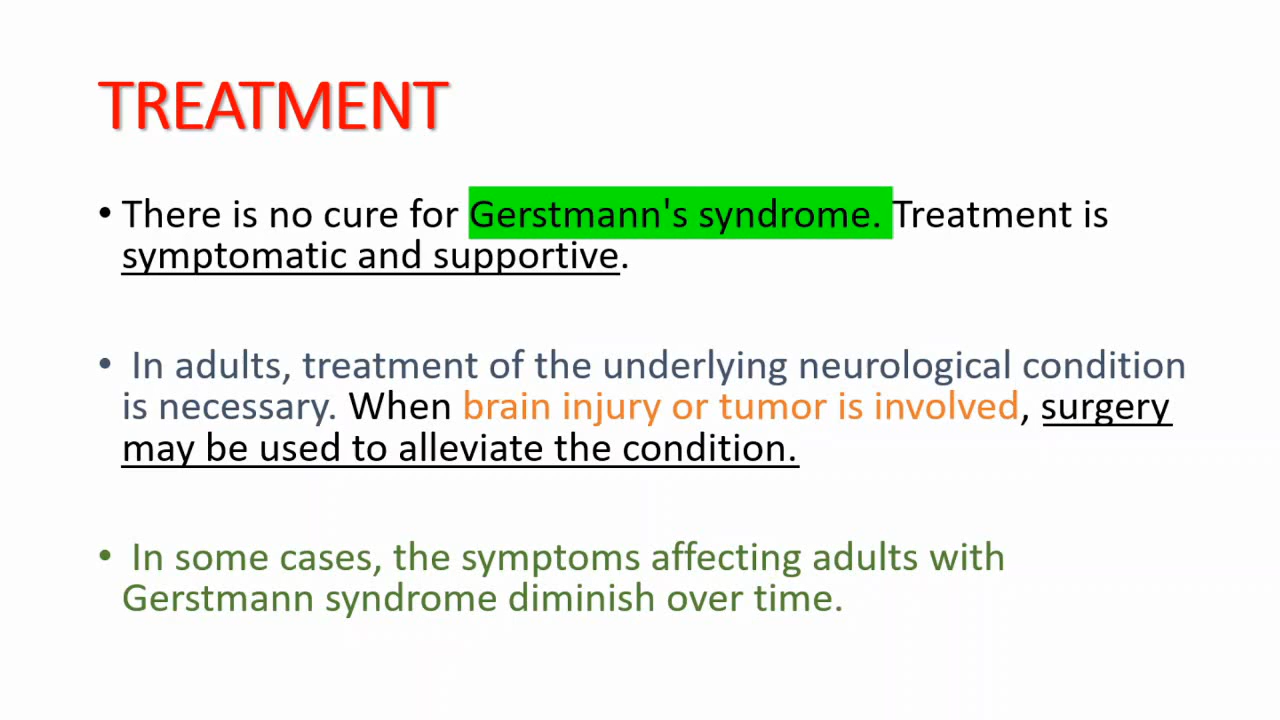 TREATMENT
• There is no cure for Gerstmann's syndrome. Treatment is
symptomatic and supportive.
• In adults, treatment of the underlying neurological condition
is necessary. When brain injury or tumor is involved, surgery
may be used to alleviate the condition.
• In some cases, the symptoms affecting adults with
Gerstmann syndrome diminish over time.